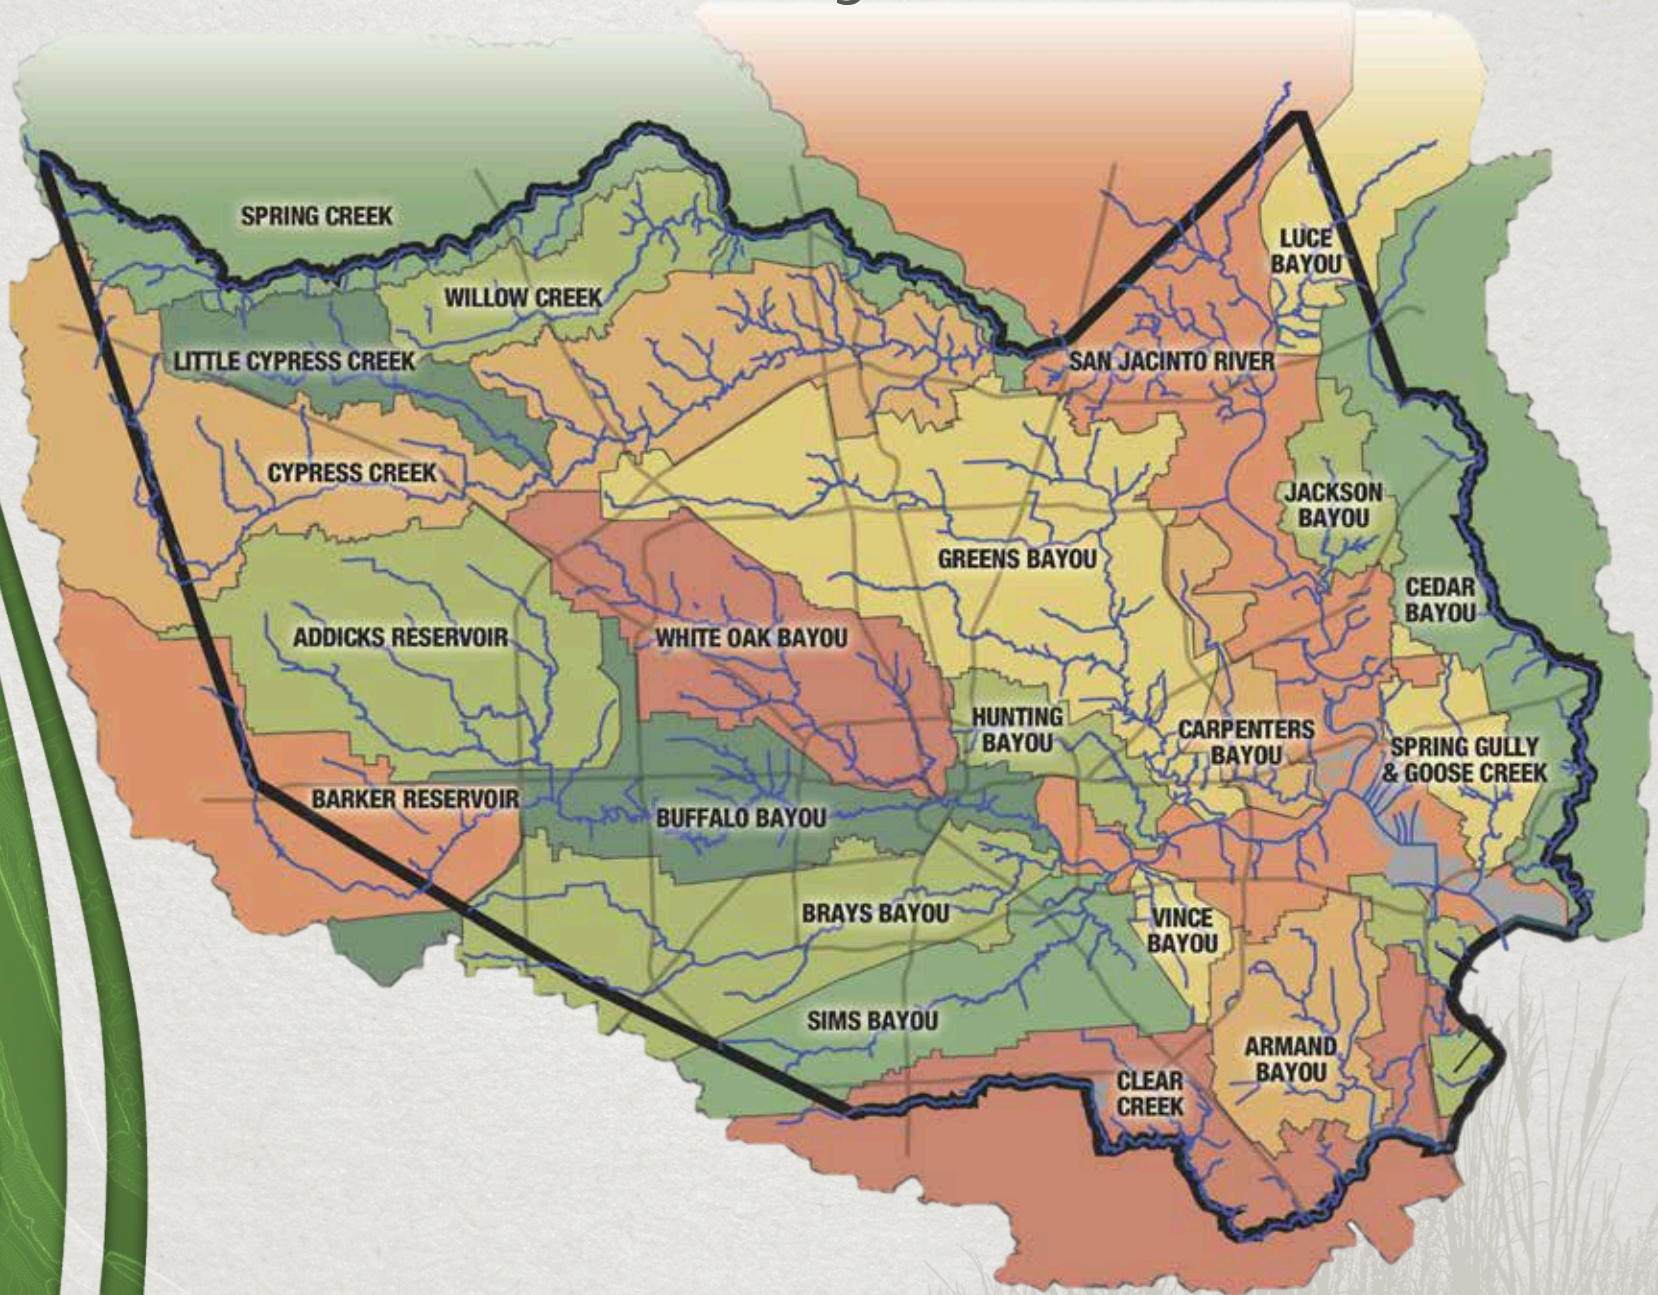 SPRING CREEK
LUCE
BAYOU
WILLOW CREEK
LITTLE CYPRESS CREEK
SAN JACINTO RIVER
CYPRESS CREEK
JACKSON
BAYOU
GREENS BAYOU
CEDAR
BAYOU
ADDICKS RESERVOIR
WHITE OAK BAYOU
HUNTING
BAYOU
CARPENTERS
BAYOU
SPRING GULLY
& GOOSE CREEK
BARKER RESERVOIR
BUFFALO BAYOU
BRAYS BAYOU
VINCE
BAYOU
SIMS BAYOU
ARMAND
BAYOU
CLEAR
CREEK